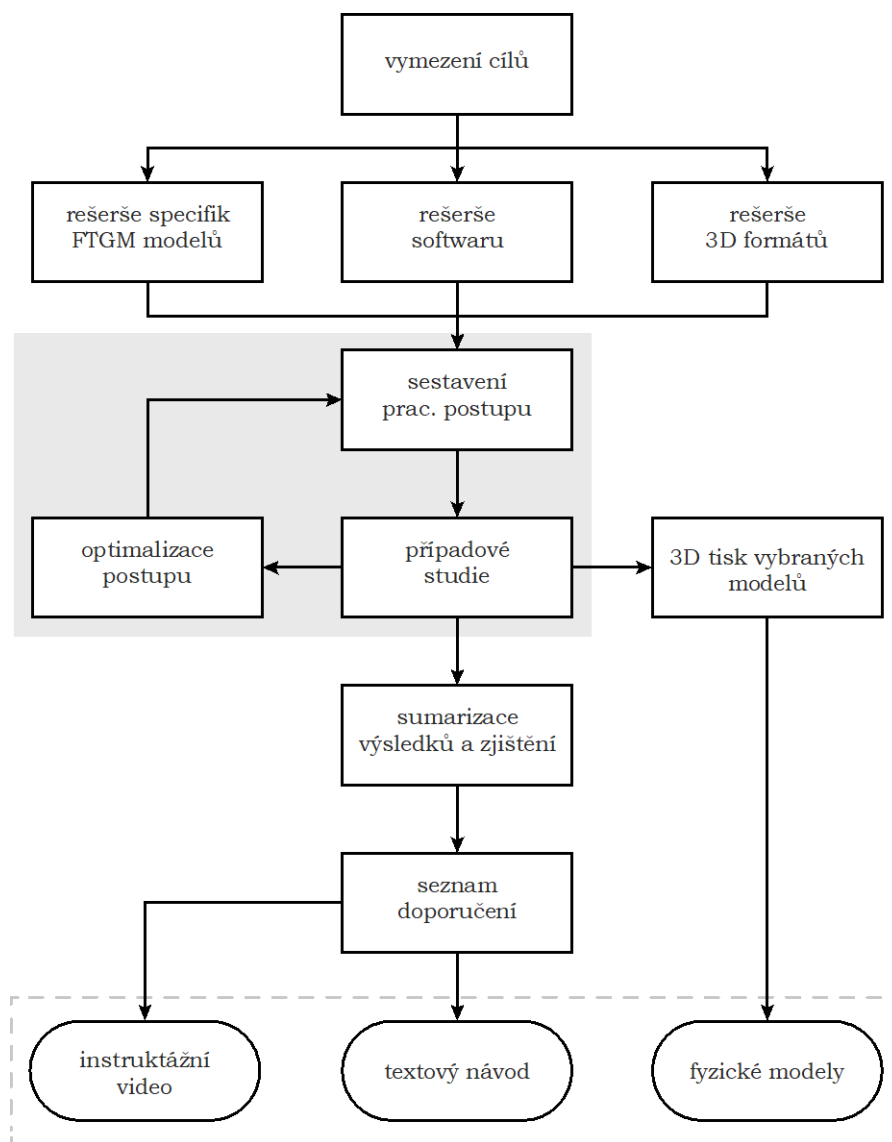 vymezení cílů
rešerše specifik
FTGM modelů
rešerše
softwaru
rešerše
3D formátů
sestavení
prac. postupu
optimalizace
postupu
případové
studie
3D tisk vybraných
modelů
sumarizace
výsledků a zjištění
seznam
doporučení
instruktážní
video
textový návod
fyzické modely